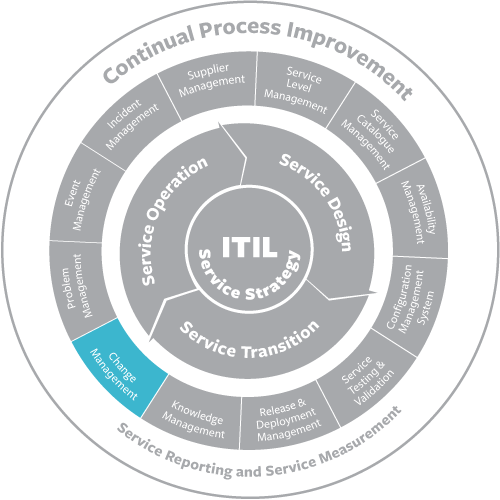 Continual Process Improvement
Supplier
Management
Service
Level
Management
Service
Catalogue
Management
Availability
Management
Configuration
Management
System
Service
Testing &
Validation
Release &
Deployment
Management
Knowledge
Management
Change
Management
Problem
Management
Event
Management
Incident
Management
Service Operation
Service Design
Service Transition
ITIL
Service Strategy
Service Reporting and Service Measurement